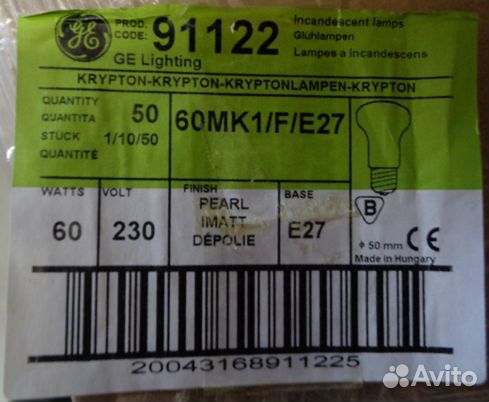 GE
PROD. CODE: 91122
GE Lighting
Incandescent lamps
Glühlampen
Lampes a incandescens
KRYPTON-KRYPTON-KRYPTONLAMPEN-KRYPTON
QUANTITY
QUANTITA
STUCK
QUANTITÉ
50
1/10/50
60MK1/F/E27
WATTS
60
VOLT
230
FINISH
PEARL
IMATT
DÉPOLIE
BASE
E27
B
φ 50 mm CE
Made in Hungary
20043168911225
Avito